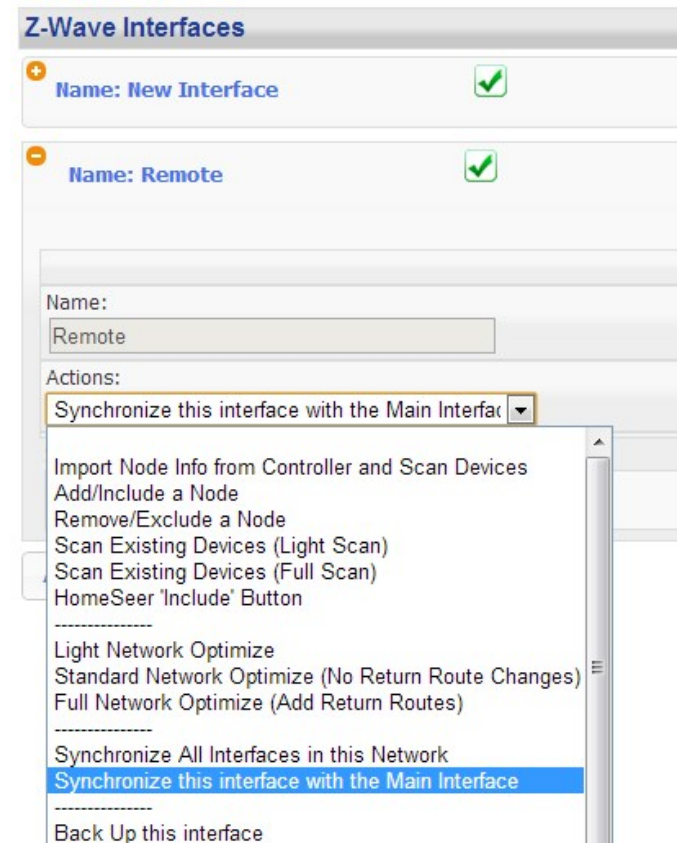 Z-Wave Interfaces
Name: New Interface
Name: Remote
Name:
Remote
Actions:
Synchronize this interface with the Main Interfac
Import Node Info from Controller and Scan Devices
Add/Include a Node
Remove/Exclude a Node
Scan Existing Devices (Light Scan)
Scan Existing Devices (Full Scan)
HomeSeer 'Include' Button
---------------
Light Network Optimize
Standard Network Optimize (No Return Route Changes)
Full Network Optimize (Add Return Routes)
---------------
Synchronize All Interfaces in this Network
Synchronize this interface with the Main Interface
---------------
Back Up this interface